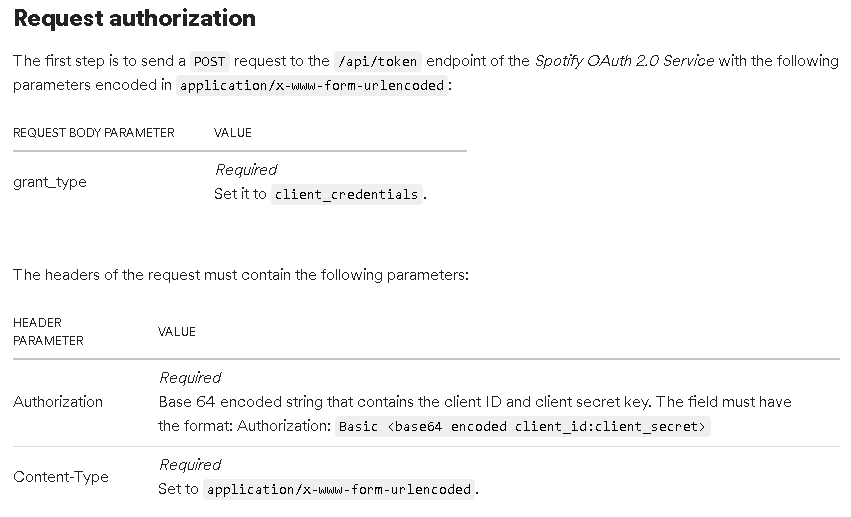 Request authorization
The first step is to send a POST request to the /api/token endpoint of the Spotify OAuth 2.0 Service with the following
parameters encoded in application/x-www-form-urlencoded:
REQUEST BODY PARAMETER VALUE
grant_type
Required
Set it to client_credentials.
The headers of the request must contain the following parameters:
HEADER
PARAMETER
VALUE
Authorization
Required
Base 64 encoded string that contains the client ID and client secret key. The field must have
the format: Authorization: Basic <base64 encoded client_id:client_secret>
Content-Type
Required
Set to application/x-www-form-urlencoded.